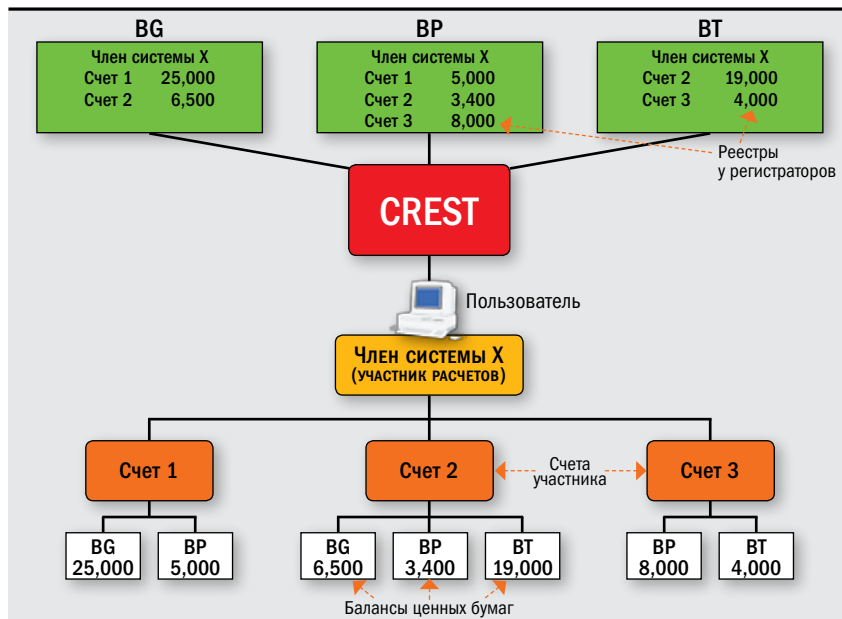 BG
Член системы X
Счет 1 25,000
Счет 2 6,500
BP
Член системы X
Счет 1 5,000
Счет 2 3,400
Счет 3 8,000
BT
Член системы X
Счет 2 19,000
Счет 3 4,000
Реестры
у регистраторов
CREST
Пользователь
Член системы X
(участник расчетов)
Счет 1
Счет 2
Счета
участника
Счет 3
BG
25,000
BP
5,000
BG
6,500
BP
3,400
BT
19,000
BP
8,000
BT
4,000
Балансы ценных бумаг